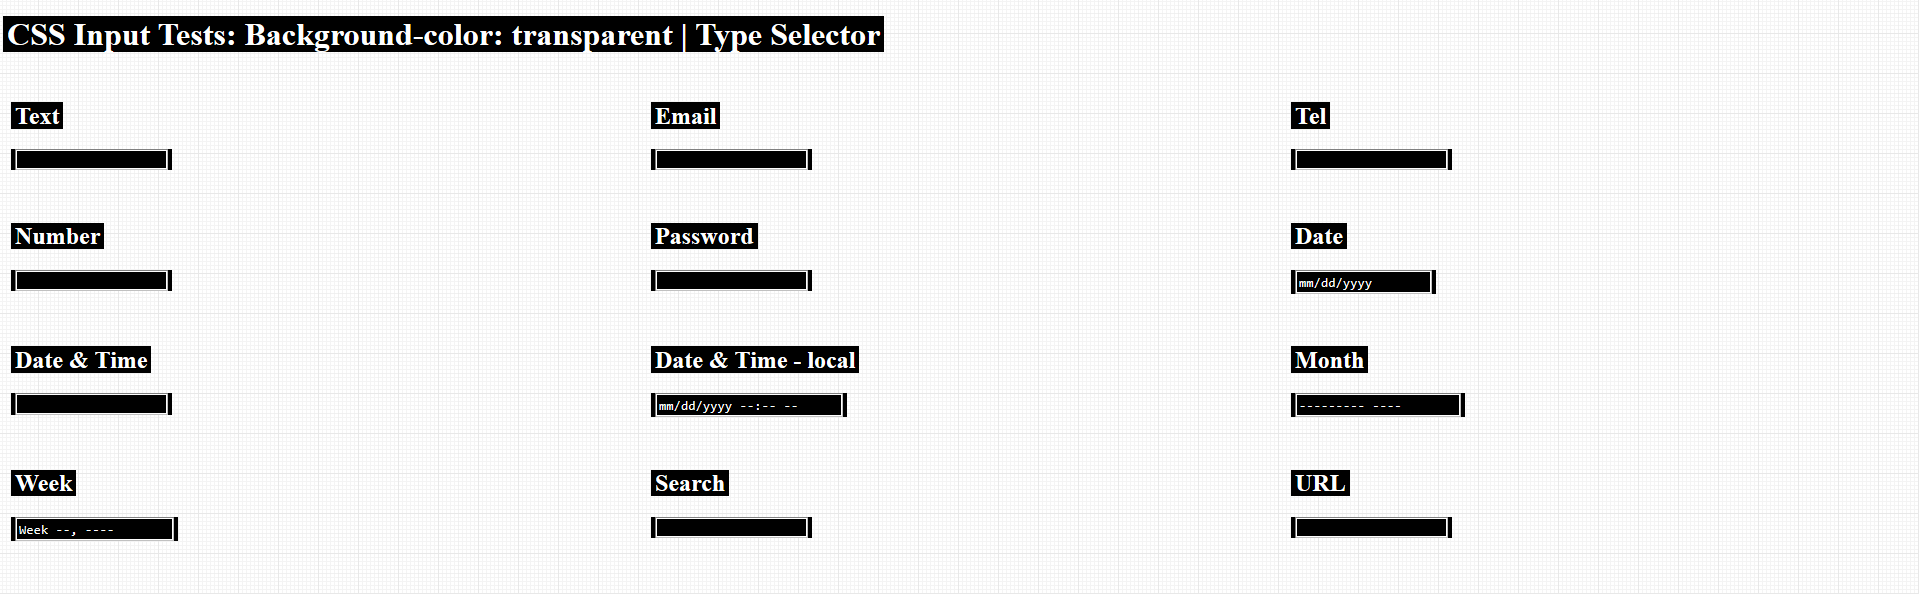 CSS Input Tests: Background-color: transparent | Type Selector
Text
Email
Tel
Number
Password
Date
mm/dd/yyyy
Date & Time
Date & Time - local
Month
mm/dd/yyyy --:-- --
--------- ----
Week
Search
URL
Week --, ----